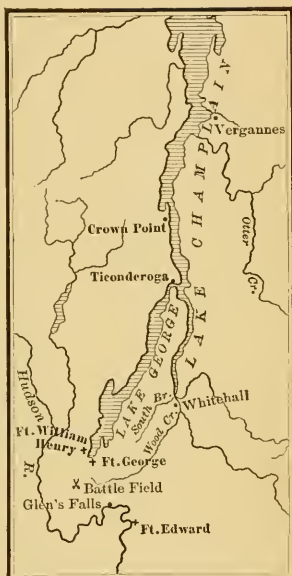 LAKE CHAMPLAIN
Vergannes
Otter
Cr.
Crown Point
Ticonderoga
LAKE GEORGE
South Br.
Whitehall
Wood Cr.
Hudson
R.
Ft. William
Henry
Ft. George
Battle Field
Glen's Falls
Ft. Edward